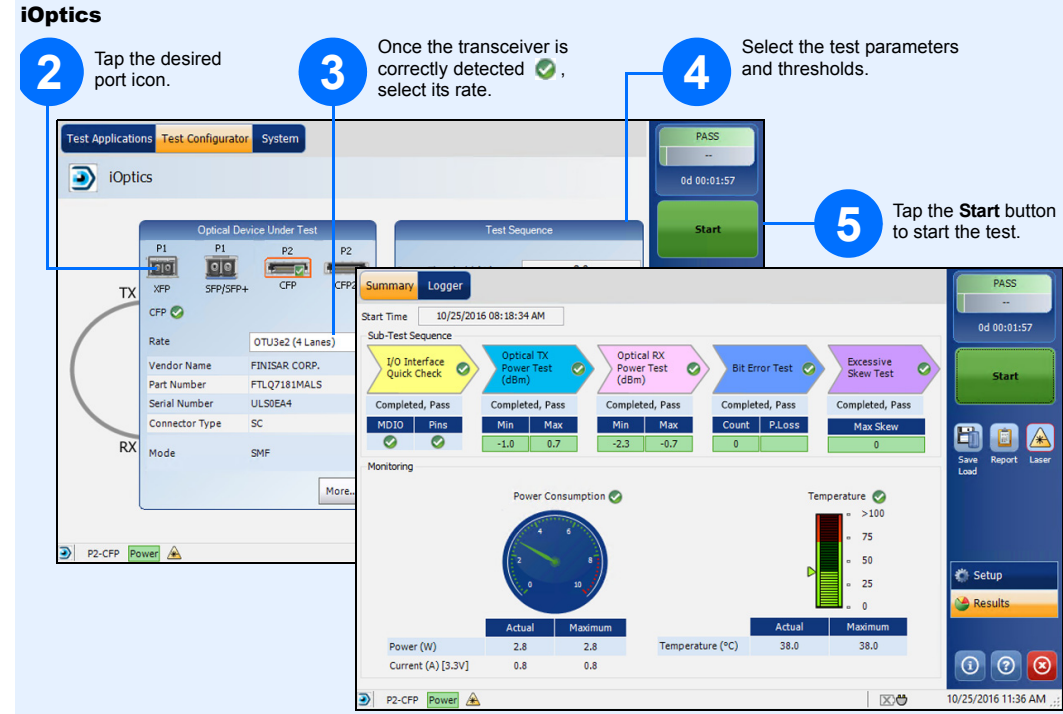 iOptics
2
Tap the desired
port icon.
3
Once the transceiver is
correctly detected ,
select its rate.
4
Select the test parameters
and thresholds.
Test Applications Test Configurator System
iOptics
PASS
--
0d 00:01:57
Start
5
Tap the Start button
to start the test.
Optical Device Under Test
P1 P1 P2 P2
XFP SFP/SFP+ CFP CFP2
TX
RX
CFP
Rate OTU3e2 (4 Lanes)
Vendor Name FINISAR CORP.
Part Number FTLQ7181MALS
Serial Number ULS0EA4
Connector Type SC
Mode SMF
More..
Test Sequence
P2-CFP Power
Summary Logger
Start Time 10/25/2016 08:18:34 AM
Sub-Test Sequence
I/O Interface
Quick Check
Optical TX
Power Test
(dBm)
Optical RX
Power Test
(dBm)
Bit Error Test
Excessive
Skew Test
Completed, Pass Completed, Pass Completed, Pass Completed, Pass Completed, Pass
MDIO Pins Min Max Min Max Count P.Loss Max Skew
-1.0 0.7 -2.3 -0.7 0 0
Monitoring
Power Consumption
0 2 4 6 8 10
Temperature
>100
75
50
25
0
Actual Maximum
Power (W) 2.8 2.8
Current (A) [3.3V] 0.8 0.8
Actual Maximum
Temperature (°C) 38.0 38.0
P2-CFP Power
PASS
--
0d 00:01:57
Start
Save
Load
Report
Laser
Setup
Results
10/25/2016 11:36 AM